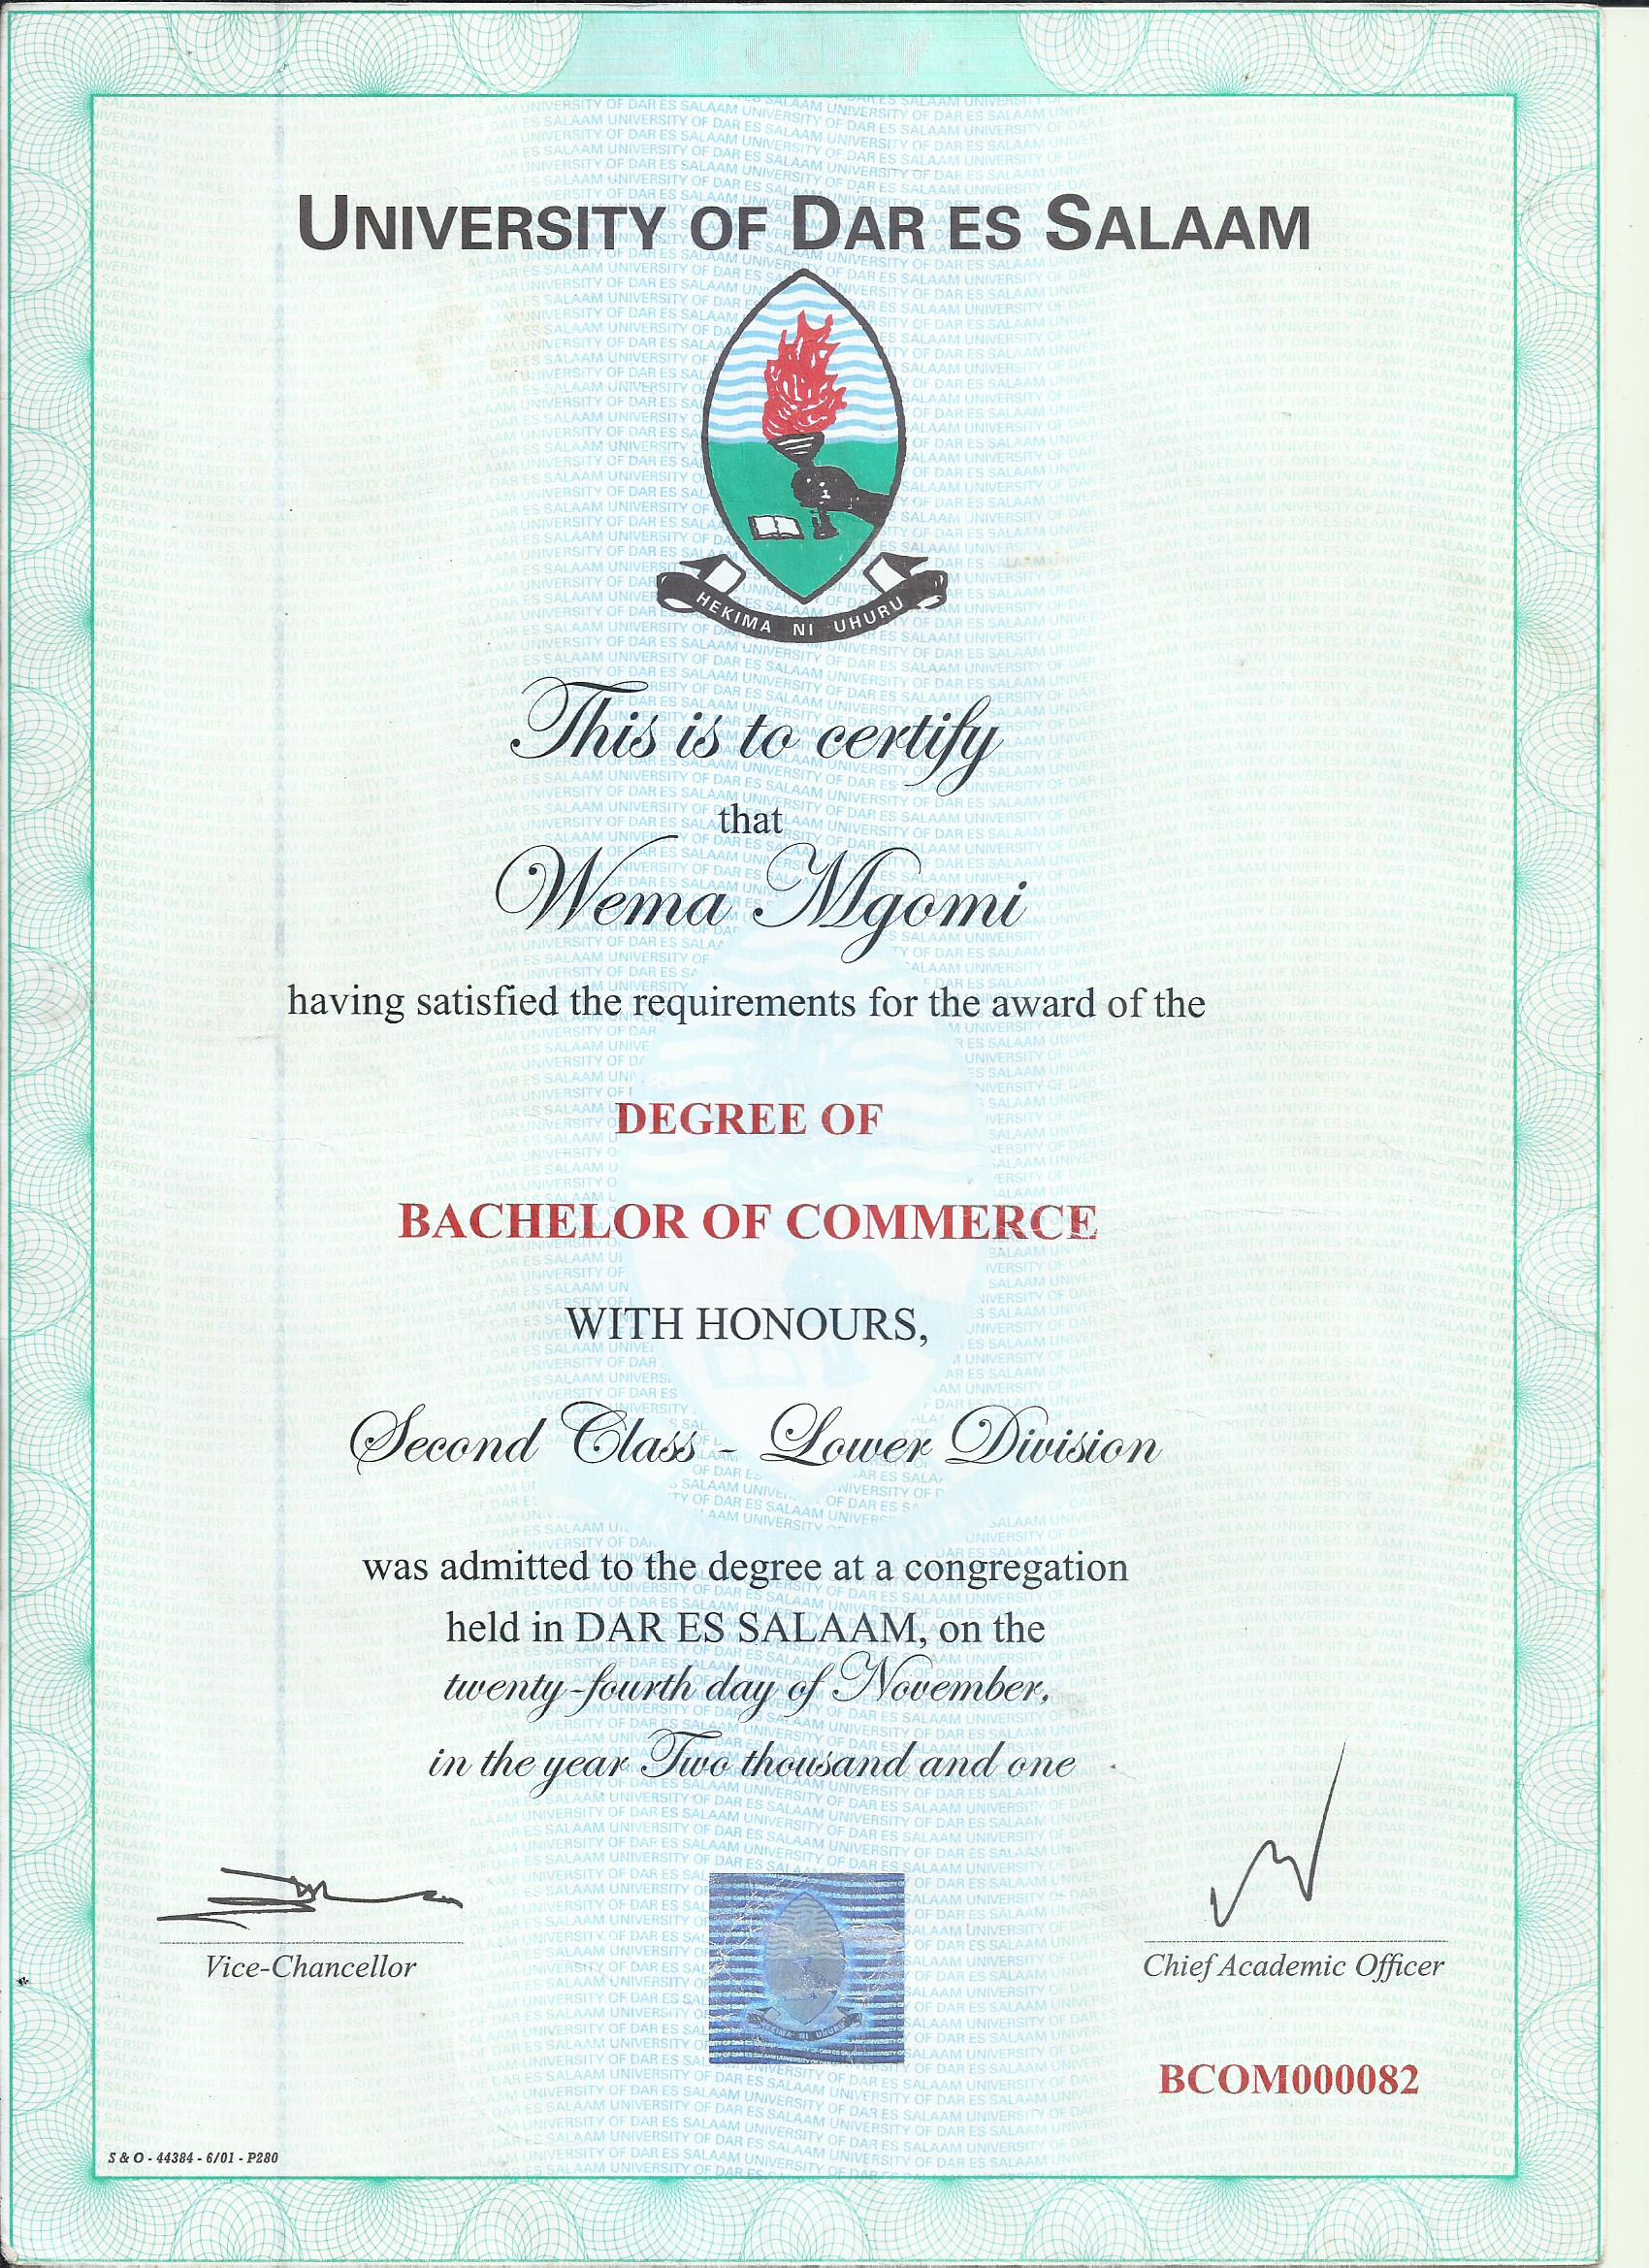 UNIVERSITY OF DAR ES SALAAM
HEKIMA NI UHURU
This is to certify
that
Wema Mgomi
having satisfied the requirements for the award of the
DEGREE OF
BACHELOR OF COMMERCE
WITH HONOURS,
Second Class - Lower Division
was admitted to the degree at a congregation
held in DAR ES SALAAM, on the
twenty-fourth day of November,
in the year Two thousand and one
Vice-Chancellor
Chief Academic Officer
HEKIMA NI UHURU
BCOM000082
S & O - 44384 - 6/01 - P280